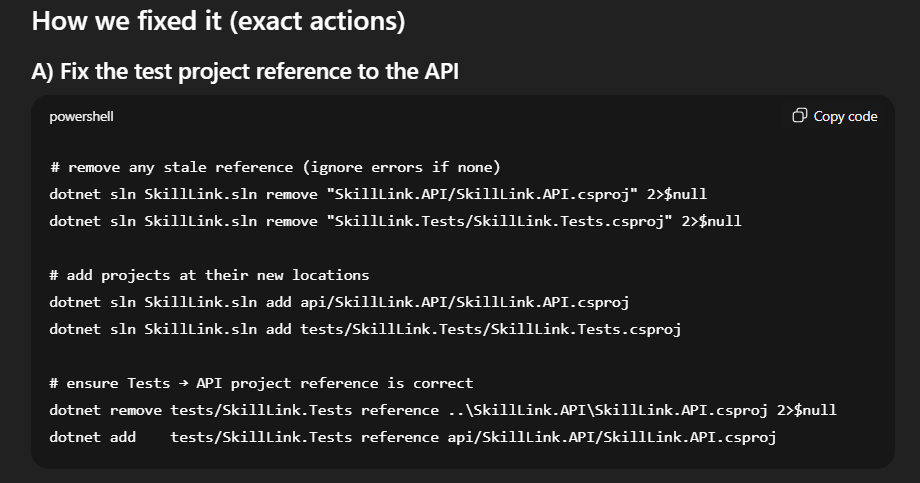 How we fixed it (exact actions)
A) Fix the test project reference to the API
powershell
Copy code
# remove any stale reference (ignore errors if none)
dotnet sln SkillLink.sln remove "SkillLink.API/SkillLink.API.csproj" 2>$null
dotnet sln SkillLink.sln remove "SkillLink.Tests/SkillLink.Tests.csproj" 2>$null
# add projects at their new locations
dotnet sln SkillLink.sln add api/SkillLink.API/SkillLink.API.csproj
dotnet sln SkillLink.sln add tests/SkillLink.Tests/SkillLink.Tests.csproj
# ensure Tests → API project reference is correct
dotnet remove tests/SkillLink.Tests reference ..\SkillLink.API\SkillLink.API.csproj 2>$null
dotnet add    tests/SkillLink.Tests reference api/SkillLink.API/SkillLink.API.csproj